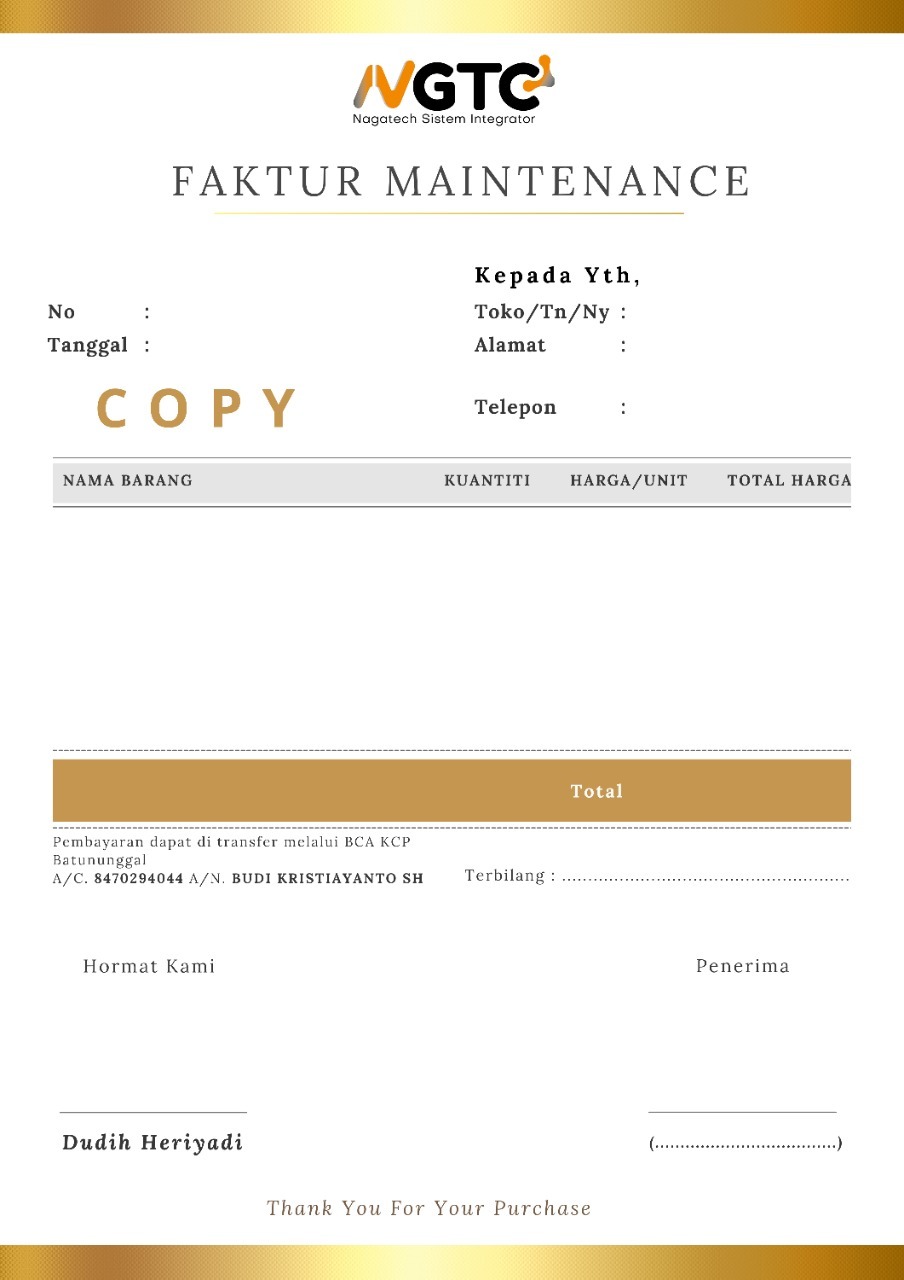 NGTC
Nagatech Sistem Integrator
FAKTUR MAINTENANCE
Kepada Yth,
No :
Toko/Tn/Ny :
Tanggal :
Alamat :
COPY
Telepon :
NAMA BARANG KUANTITI HARGA/UNIT TOTAL HARGA
Total
Pembayaran dapat di transfer melalui BCA KCP
Batununggal
A/C. 8470294044 A/N. BUDI KRISTIAYANTO SH
Terbilang : ..............................................
Hormat Kami
Penerima
Dudih Heriyadi
(...................................)
Thank You For Your Purchase